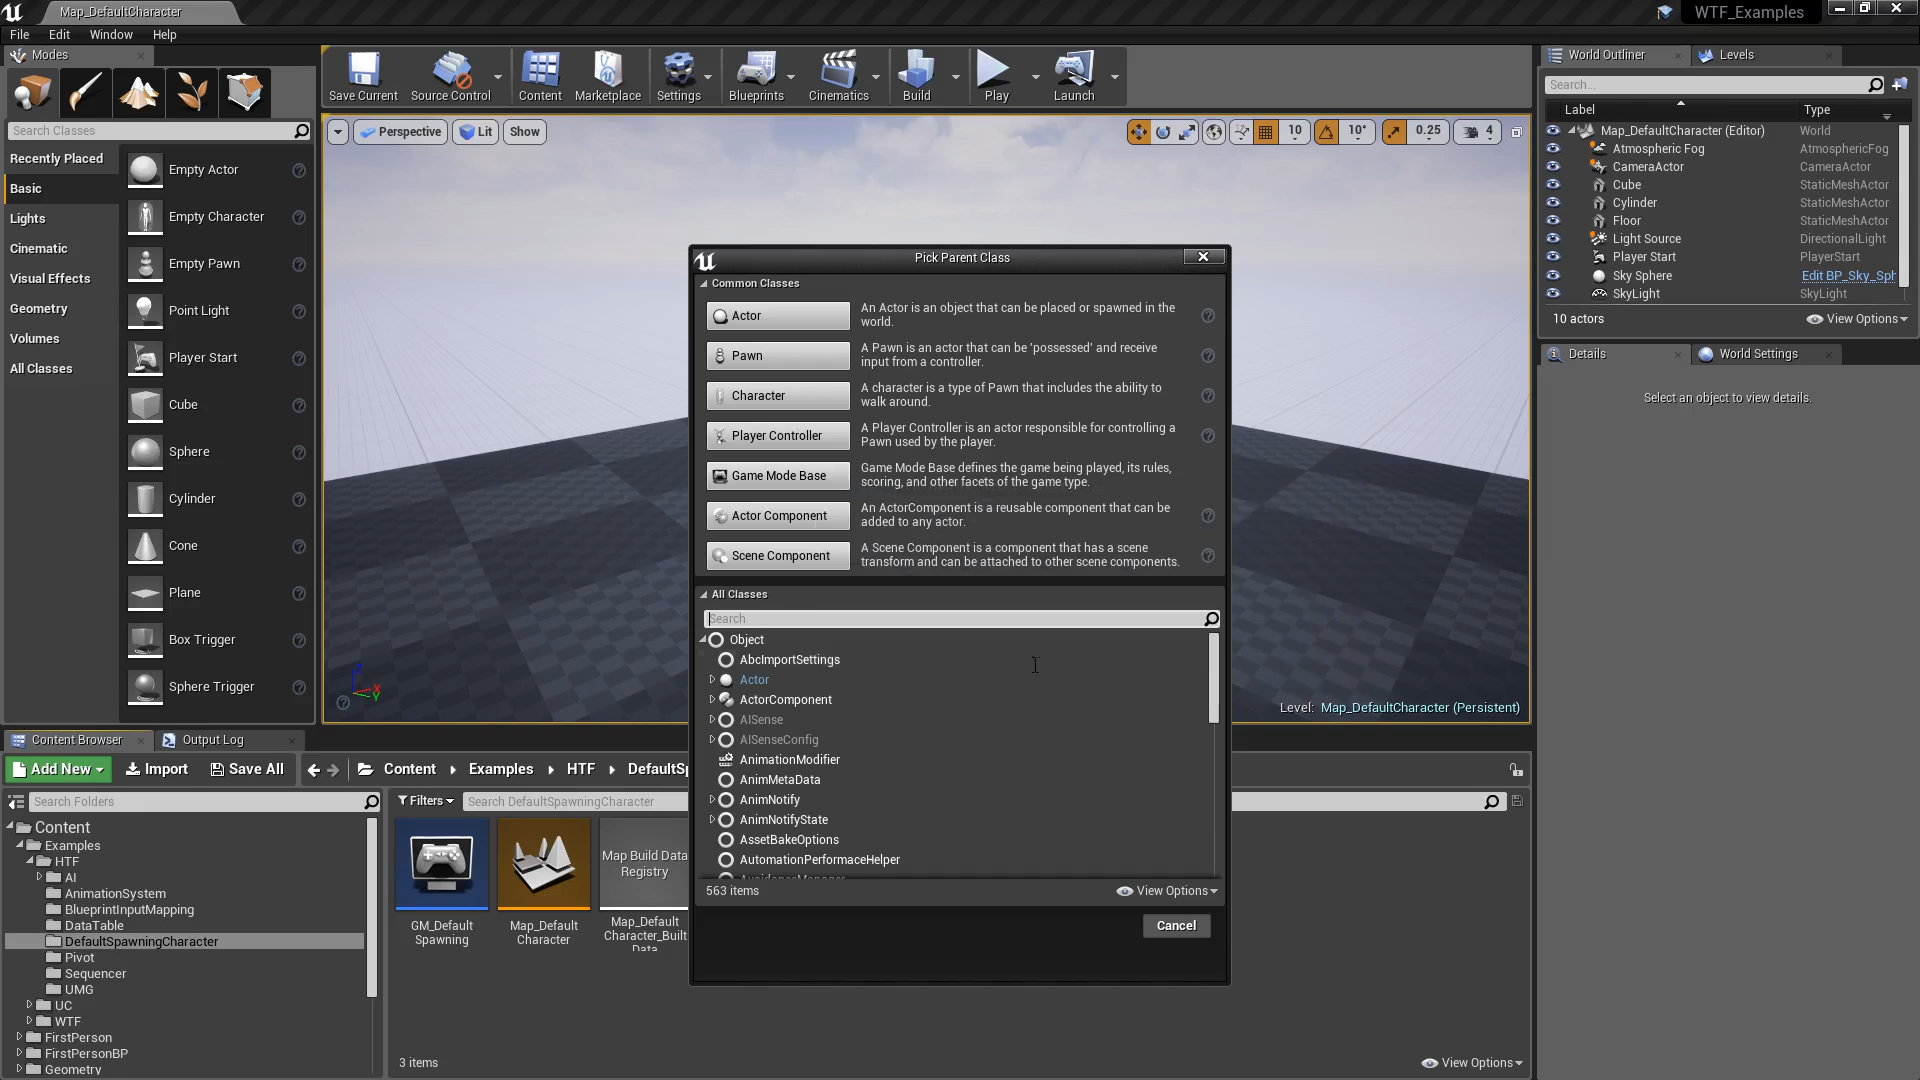 Map_DefaultCharacter
WTF_Examples
File Edit Window Help
Modes
Save Current
Source Control
Content
Marketplace
Settings
Blueprints
Cinematics
Build
Play
Launch
World Outliner
Levels
Search...
Label
Type
Map_DefaultCharacter (Editor) World
Atmospheric Fog AtmosphericFog
CameraActor CameraActor
Cube StaticMeshActor
Cylinder StaticMeshActor
Floor StaticMeshActor
Light Source DirectionalLight
Player Start PlayerStart
Sky Sphere Edit BP_Sky_Sph
SkyLight SkyLight
10 actors
View Options
Details
World Settings
Select an object to view details.
Search Classes
Recently Placed
Basic
Lights
Cinematic
Visual Effects
Geometry
Volumes
All Classes
Empty Actor
Empty Character
Empty Pawn
Point Light
Player Start
Cube
Sphere
Cylinder
Cone
Plane
Box Trigger
Sphere Trigger
Perspective
Lit
Show
10
10°
0.25
4
Level: Map_DefaultCharacter (Persistent)
Pick Parent Class
Common Classes
Actor
An Actor is an object that can be placed or spawned in the
world.
Pawn
A Pawn is an actor that can be 'possessed' and receive
input from a controller.
Character
A character is a type of Pawn that includes the ability to
walk around.
Player Controller
A Player Controller is an actor responsible for controlling a
Pawn used by the player.
Game Mode Base
Game Mode Base defines the game being played, its rules,
scoring, and other facets of the game type.
Actor Component
An ActorComponent is a reusable component that can be
added to any actor.
Scene Component
A Scene Component is a component that has a scene
transform and can be attached to other scene components.
All Classes
Search
Object
AbcImportSettings
Actor
ActorComponent
AISense
AISenseConfig
AnimationModifier
AnimMetaData
AnimNotify
AnimNotifyState
AssetBakeOptions
AutomationPerformaceHelper
563 items
View Options
Cancel
Content Browser
Output Log
Add New
Import
Save All
Content
Examples
HTF
DefaultSp
Search Folders
Content
Examples
HTF
AI
AnimationSystem
BlueprintInputMapping
DataTable
DefaultSpawningCharacter
Pivot
Sequencer
UMG
UC
WTF
FirstPerson
FirstPersonBP
Geometry
Filters
Search DefaultSpawningCharacter
GM_Default
Spawning
Map_Default
Character
Map Build Data
Registry
Map_Default
Character_Built
Data
3 items
View Options
X
Y